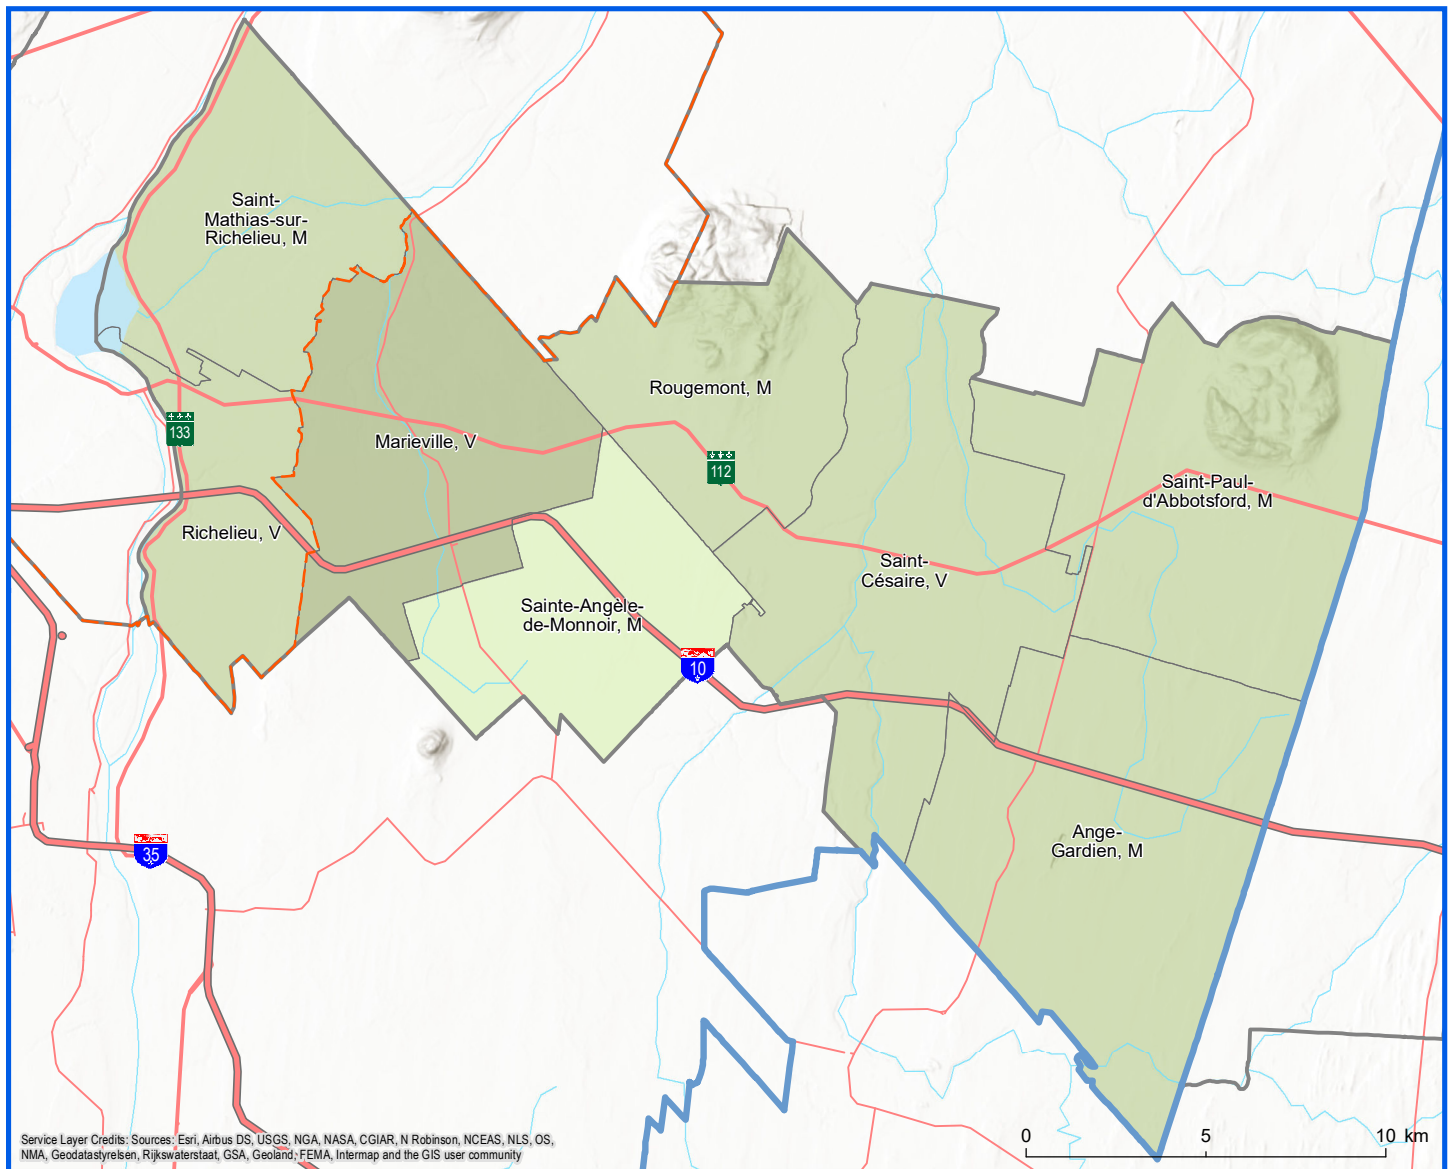 Saint-
Mathias-sur-
Richelieu, M
Rougemont, M
133
Marieville, V
112
Saint-Paul-
d'Abbotsford, M
Richelieu, V
Saint-
Césaire, V
Sainte-Angèle-
de-Monnoir, M
10
35
Ange-
Gardien, M
0 5 10 km
Service Layer Credits: Sources: Esri, Airbus DS, USGS, NGA, NASA, CGIAR, N Robinson, NCEAS, NLS, OS,
NMA, Geodatastyrelsen, Rijkswaterstaat, GSA, Geoland, FEMA, Intermap and the GIS user community